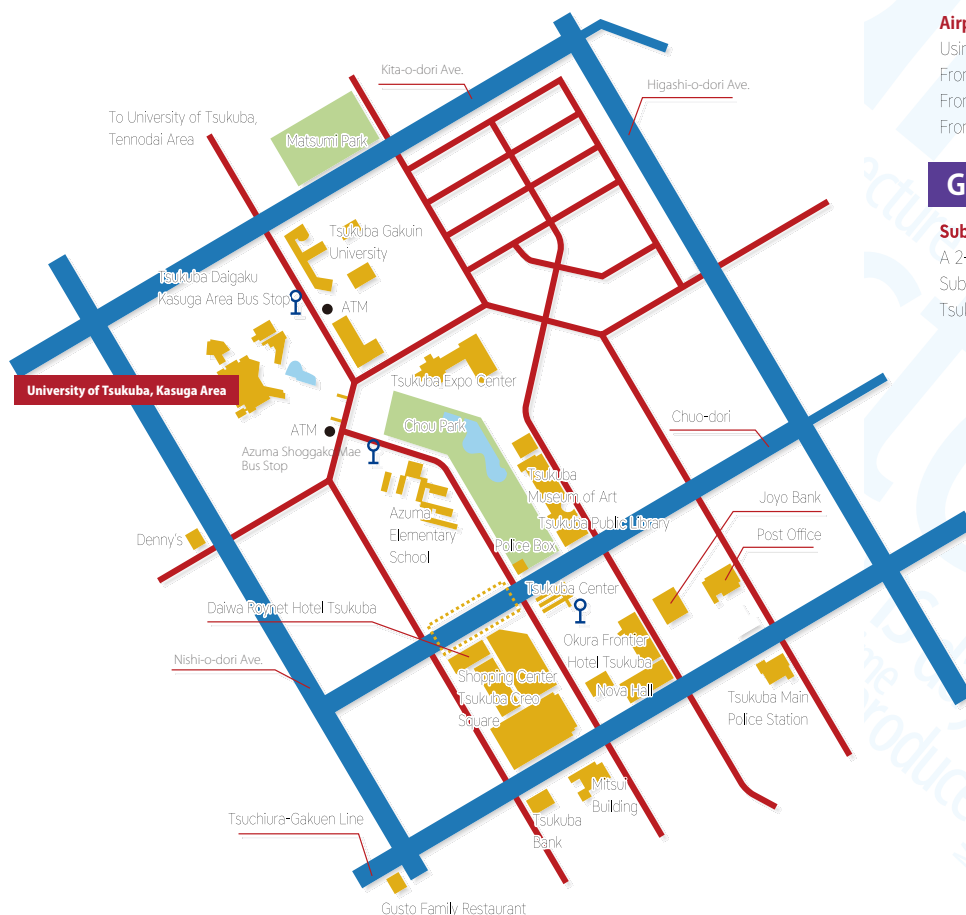 Kita-o-dori Ave.
Higashi-o-dori Ave.
To University of Tsukuba,
Tennodai Area
Matsumi Park
Tsukuba Gakuin
University
Tsukuba Daigaku
Kasuga Area Bus Stop
ATM
University of Tsukuba, Kasuga Area
Tsukuba Expo Center
Chou Park
Chuo-dori
ATM
Azuma Shoggako Mae
Bus Stop
Tsukuba
Museum of Art
Tsukuba Public Library
Joyo Bank
Post Office
Denny's
Azuma
Elementary
School
Police Box
Tsukuba Center
Daiwa Roynet Hotel Tsukuba
Okura Frontier
Hotel Tsukuba
Nishi-o-dori Ave.
Shopping Center
Tsukuba Creo
Square
Nova Hall
Tsukuba Main
Police Station
Mitsui
Building
Tsuchiura-Gakuen Line
Tsukuba
Bank
Gusto Family Restaurant
From
From
From
G
A 2-